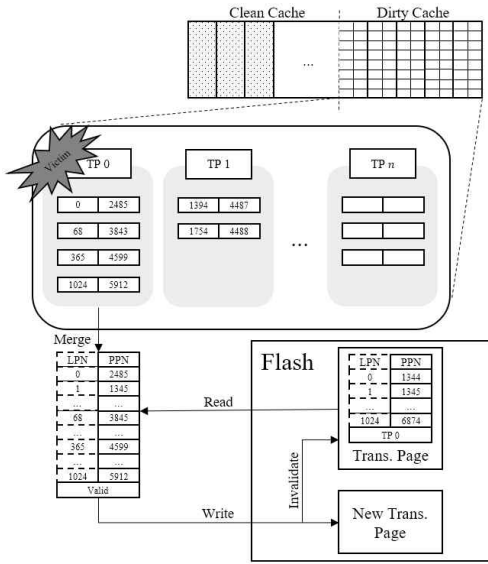 Clean Cache Dirty Cache
...
Victim
TP 0 TP 1 TP n
0 2485 1394 4487
68 3843 1754 4488
365 4599
...
1024 5912
Merge
LPN PPN
0 2485
1 1345
... ...
68 3845
... ...
365 4599
... ...
1024 5912
Valid
Read
Write
Invalidate
Flash
LPN PPN
0 1344
1 1345
... ...
1024 6874
TP 0
Trans. Page
New Trans.
Page